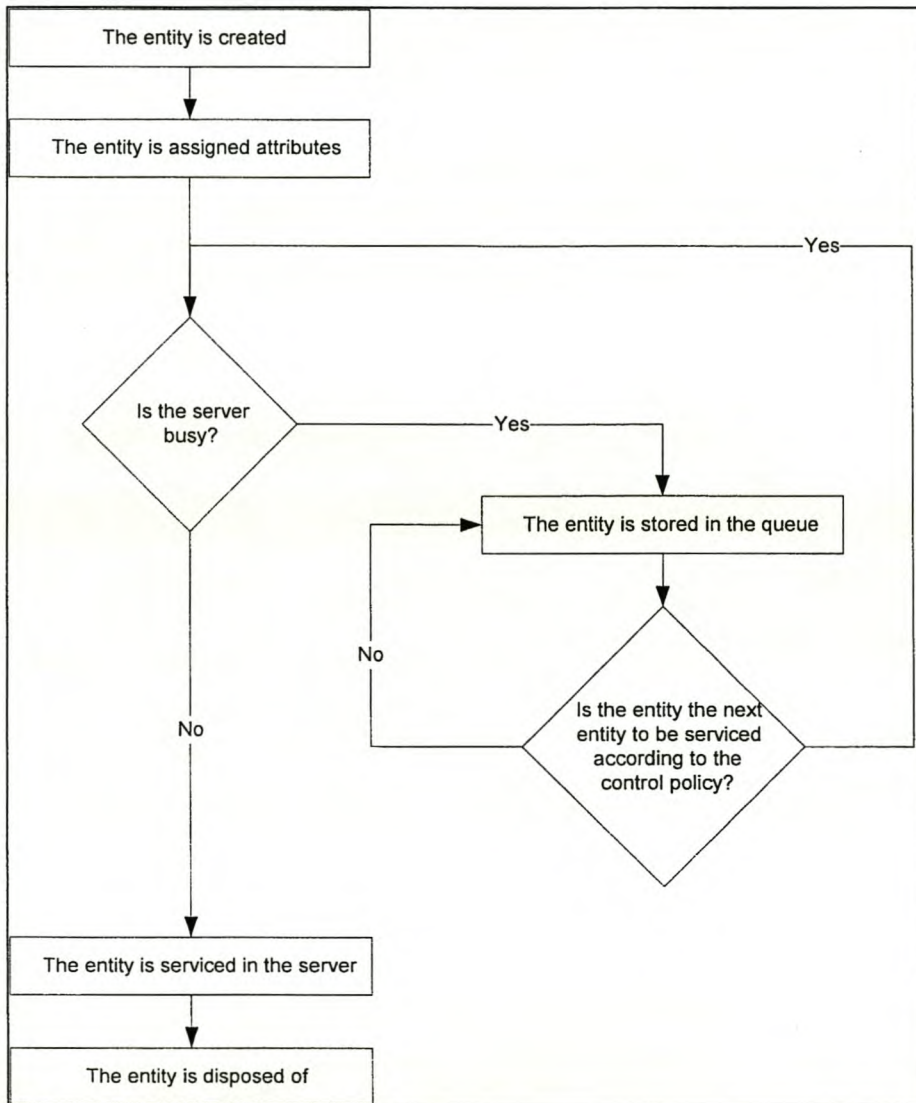 The entity is created
The entity is assigned attributes
Yes
Is the server
busy?
Yes
The entity is stored in the queue
No
Is the entity the next
entity to be serviced
according to the
control policy?
No
The entity is serviced in the server
The entity is disposed of